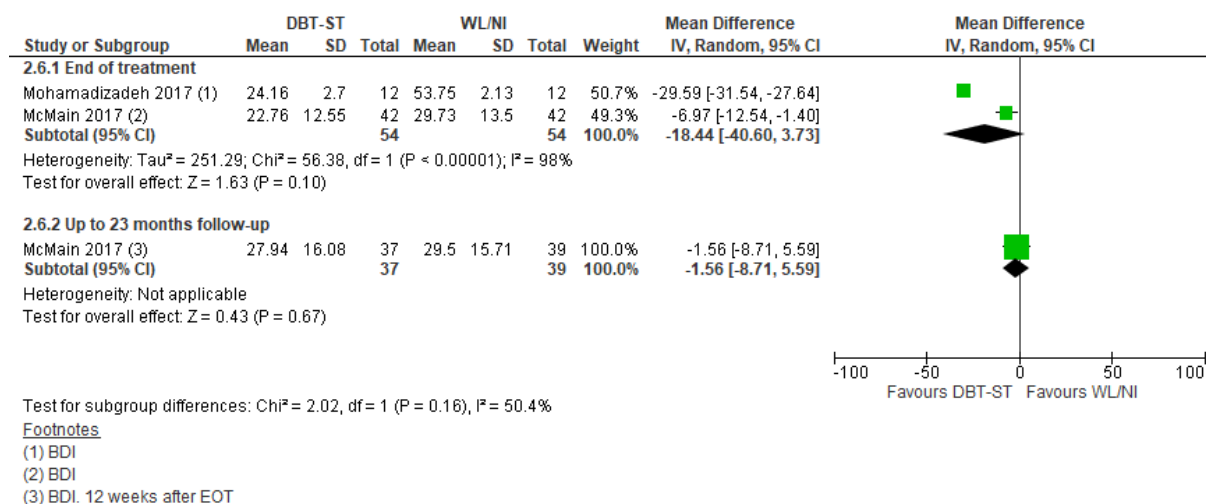 DBT-ST WL/NI Mean Difference Mean Difference
Study or Subgroup Mean SD Total Mean SD Total Weight IV, Random, 95% CI IV, Random, 95% CI
2.6.1 End of treatment
Mohamadizadeh 2017 (1) 24.16 2.7 12 53.75 2.13 12 50.7% -29.59 [-31.54, -27.64]
McMain 2017 (2) 22.76 12.55 42 29.73 13.5 42 49.3% -6.97 [-12.54, -1.40]
Subtotal (95% CI) 54 54 100.0% -18.44 [-40.60, 3.73]
Heterogeneity: Tau² = 251.29; Chi² = 56.38, df = 1 (P < 0.00001); I² = 98%
Test for overall effect: Z = 1.63 (P = 0.10)
2.6.2 Up to 23 months follow-up
McMain 2017 (3) 27.94 16.08 37 29.5 15.71 39 100.0% -1.56 [-8.71, 5.59]
Subtotal (95% CI) 37 39 100.0% -1.56 [-8.71, 5.59]
Heterogeneity: Not applicable
Test for overall effect: Z = 0.43 (P = 0.67)
-100 -50 0 50 100
Favours DBT-ST Favours WL/NI
Test for subgroup differences: Chi² = 2.02, df = 1 (P = 0.16), I² = 50.4%
Footnotes
(1) BDI
(2) BDI
(3) BDI. 12 weeks after EOT